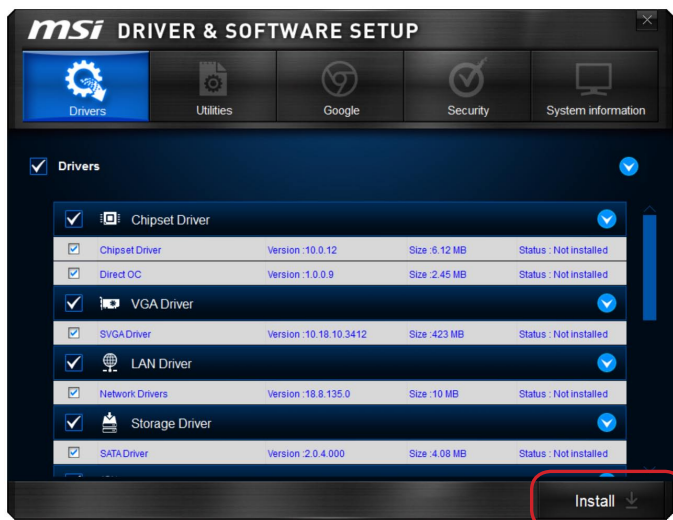 msi DRIVER & SOFTWARE SETUP
Drivers Utilities Google Security System information
Drivers
Chipset Driver
Chipset Driver Version :10.0.12 Size :6.12 MB Status : Not installed
Direct OC Version :1.0.0.9 Size :2.45 MB Status : Not installed
VGA Driver
SVGA Driver Version :10.18.10.3412 Size :423 MB Status : Not installed
LAN Driver
Network Drivers Version :18.8.135.0 Size :10 MB Status : Not installed
Storage Driver
SATA Driver Version :2.0.4.000 Size :4.08 MB Status : Not installed
Install